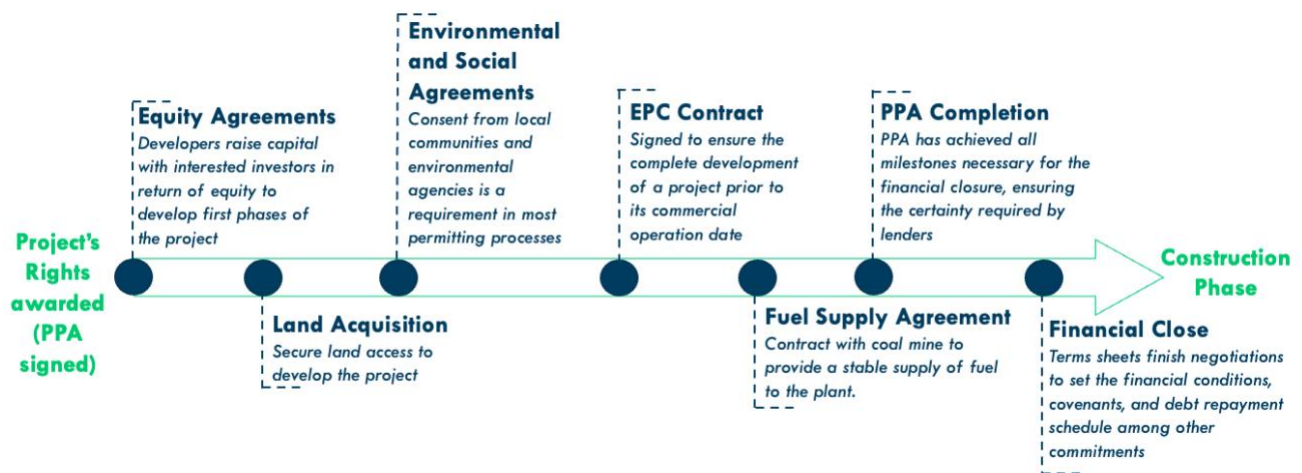 Project's
Rights
awarded
(PPA
signed)
Equity Agreements
Developers raise capital
with interested investors in
return of equity to
develop first phases of
the project
Land Acquisition
Secure land access to
develop the project
Environmental
and Social
Agreements
Consent from local
communities and
environmental
agencies is a
requirement in most
permitting processes
EPC Contract
Signed to ensure the
complete development
of a project prior to
its commercial
operation date
Fuel Supply Agreement
Contract with coal mine to
provide a stable supply of fuel
to the plant.
PPA Completion
PPA has achieved all
milestones necessary for the
financial closure, ensuring
the certainty required by
lenders
Financial Close
Terms sheets finish negotiations
to set the financial conditions,
covenants, and debt repayment
schedule among other
commitments
Construction
Phase